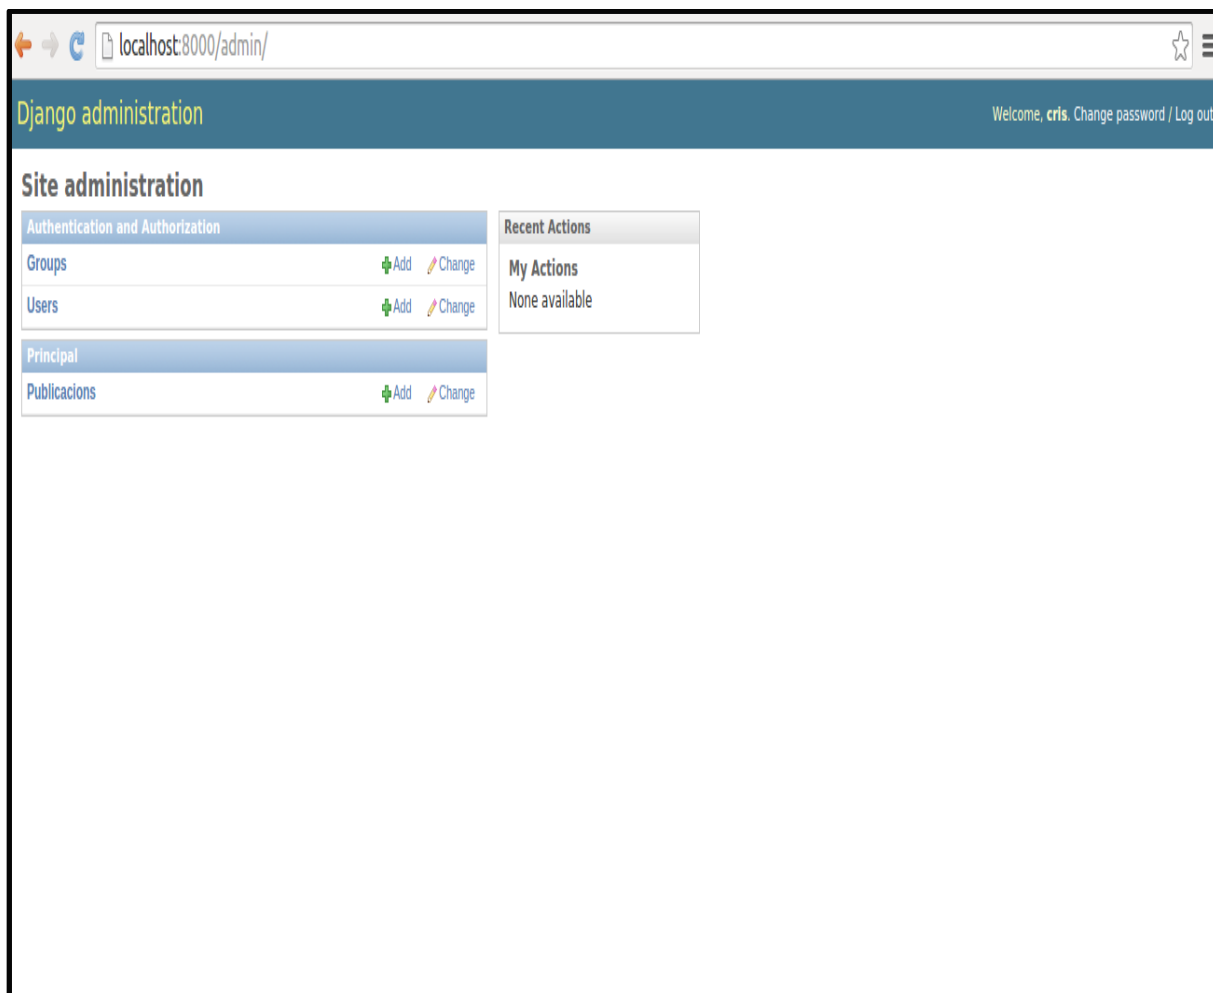 localhost:8000/admin/
Django administration
Welcome, cris. Change password / Log out
Site administration
Authentication and Authorization
Groups Add Change
Users Add Change
Principal
Publicacions Add Change
Recent Actions
My Actions
None available